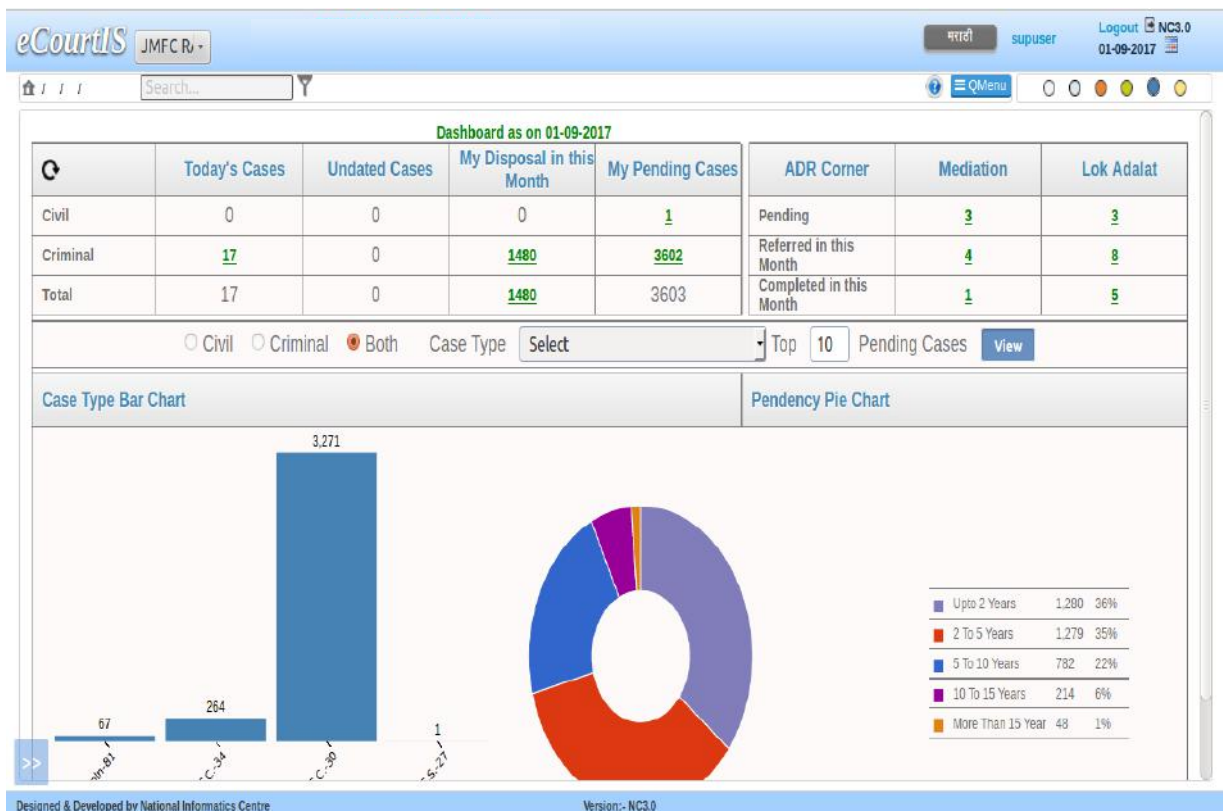 eCourtIS JMFC R मराठी supuser Logout NC3.0
01-09-2017
/ / / Search... ? QMenu
Dashboard as on 01-09-2017
Today's Cases Undated Cases My Disposal in this Month My Pending Cases ADR Corner Mediation Lok Adalat
Civil 0 0 0 1 Pending 3 3
Criminal 17 0 1480 3602 Referred in this Month 4 8
Total 17 0 1480 3603 Completed in this Month 1 5
Civil Criminal Both Case Type Select Top 10 Pending Cases View
Case Type Bar Chart Pendency Pie Chart
3,271
264
67
1
Upto 2 Years 1,280 36%
2 To 5 Years 1,279 35%
5 To 10 Years 782 22%
10 To 15 Years 214 6%
More Than 15 Year 48 1%
in-81 C.-34 C.-30 S.-27
>>
Designed & Developed by National Informatics Centre Version:- NC3.0